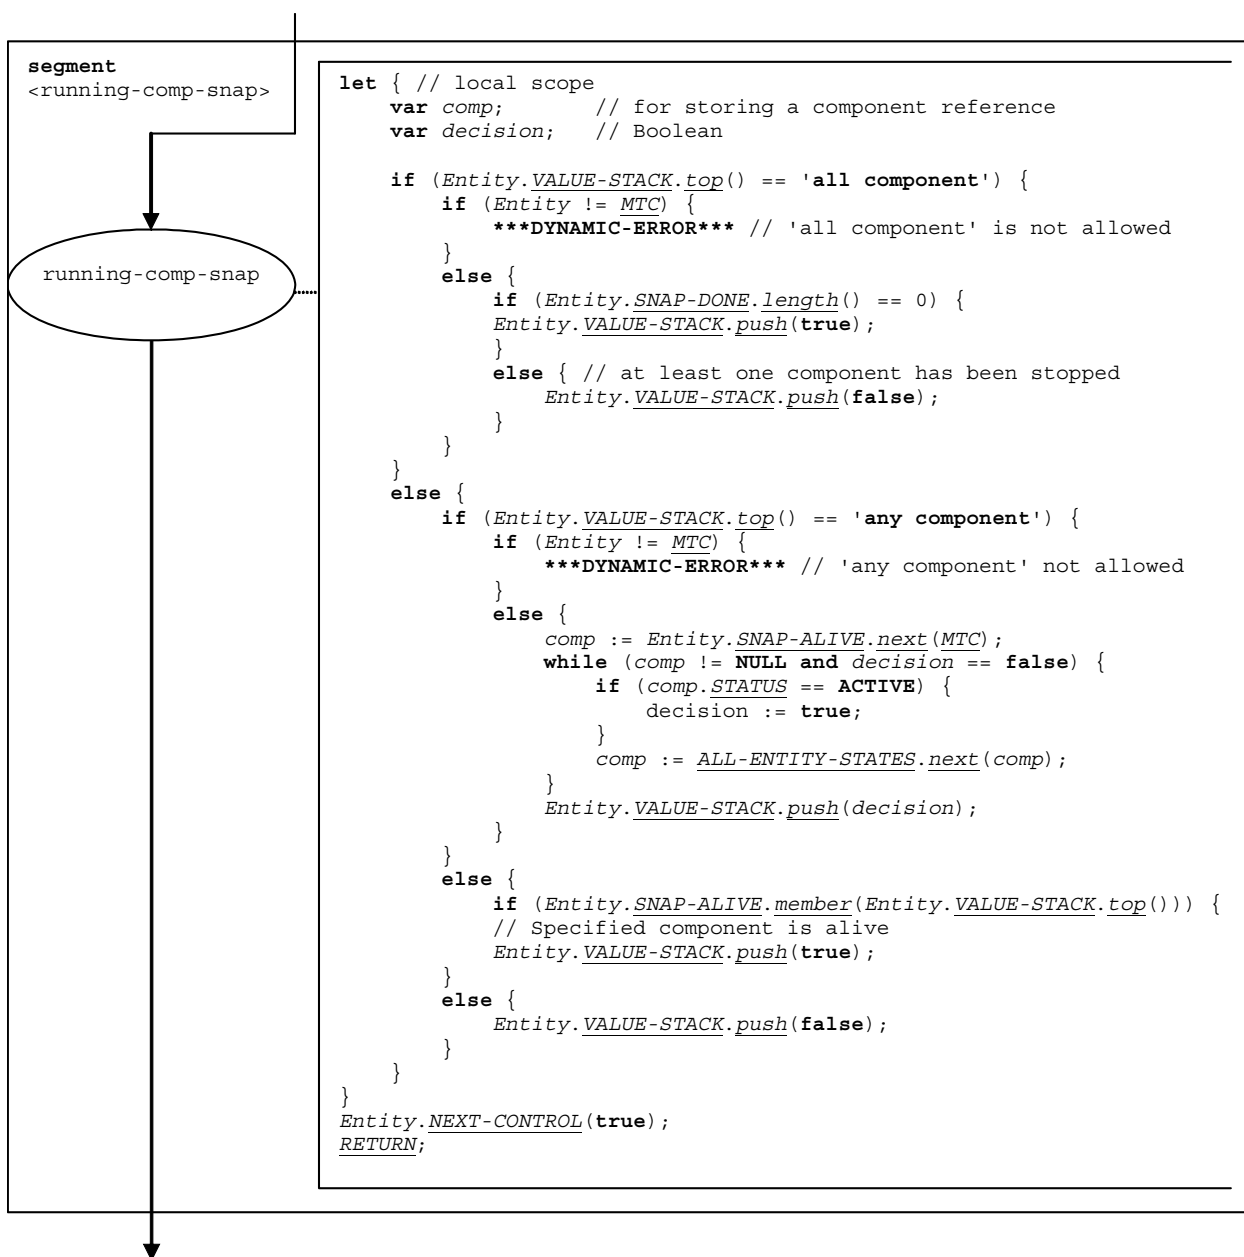 segment
<running-comp-snap>
running-comp-snap
let { // local scope
var comp; // for storing a component reference
var decision; // Boolean
if (Entity.VALUE-STACK.top() == 'all component') {
if (Entity != MTC) {
***DYNAMIC-ERROR*** // 'all component' is not allowed
}
else {
if (Entity.SNAP-DONE.length() == 0) {
Entity.VALUE-STACK.push(true);
}
else { // at least one component has been stopped
Entity.VALUE-STACK.push(false);
}
}
}
else {
if (Entity.VALUE-STACK.top() == 'any component') {
if (Entity != MTC) {
***DYNAMIC-ERROR*** // 'any component' not allowed
}
else {
comp := Entity.SNAP-ALIVE.next(MTC);
while (comp != NULL and decision == false) {
if (comp.STATUS == ACTIVE) {
decision := true;
}
comp := ALL-ENTITY-STATES.next(comp);
}
Entity.VALUE-STACK.push(decision);
}
}
else {
if (Entity.SNAP-ALIVE.member(Entity.VALUE-STACK.top())) {
// Specified component is alive
Entity.VALUE-STACK.push(true);
}
else {
Entity.VALUE-STACK.push(false);
}
}
}
Entity.NEXT-CONTROL(true);
RETURN;